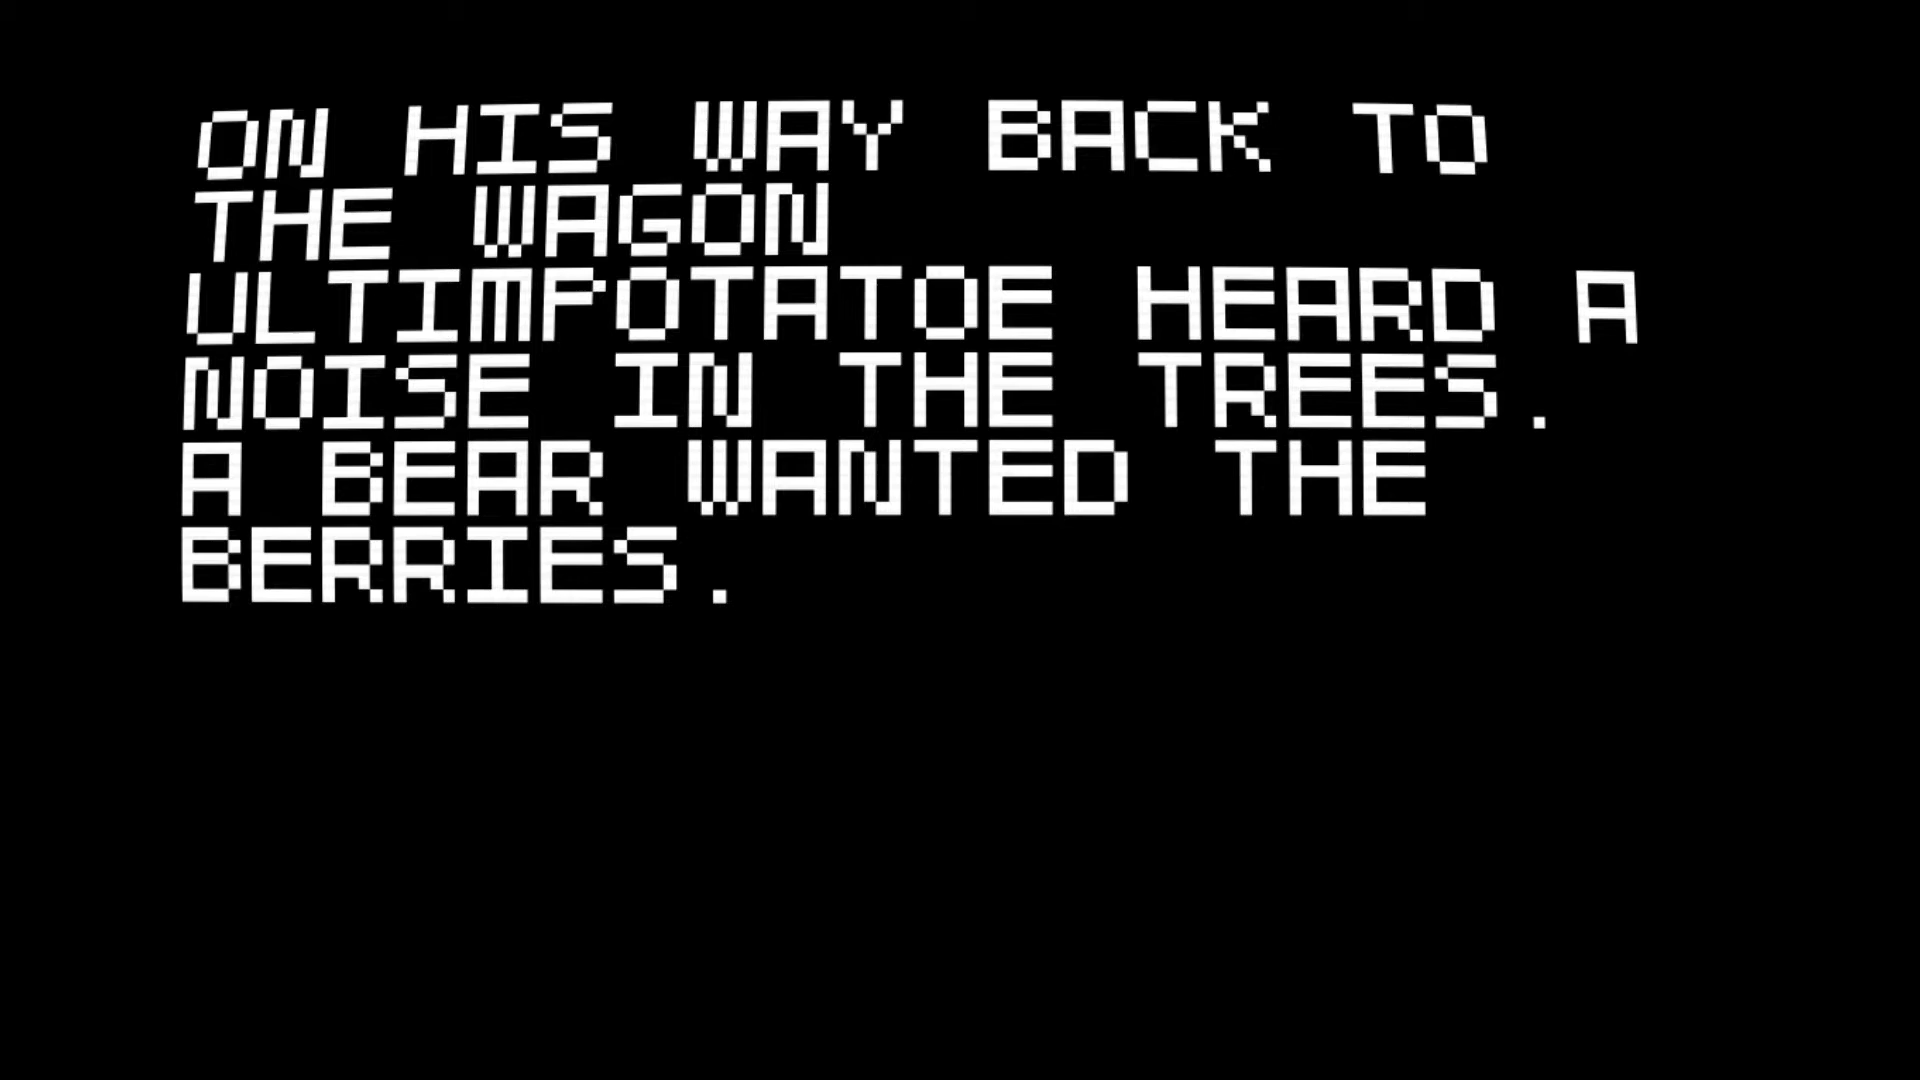 ON HIS WAY BACK TO
THE WAGON
ULTIMPOTATOE HEARD A
NOISE IN THE TREES.
A BEAR WANTED THE
BERRIES.